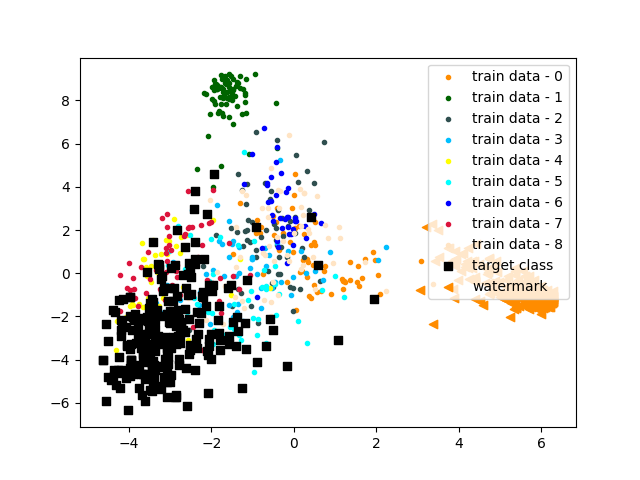 train data - 0
train data - 1
train data - 2
train data - 3
train data - 4
train data - 5
train data - 6
train data - 7
train data - 8
target class
watermark
8
6
4
2
0
−2
−4
−6
−4 −2 0 2 4 6